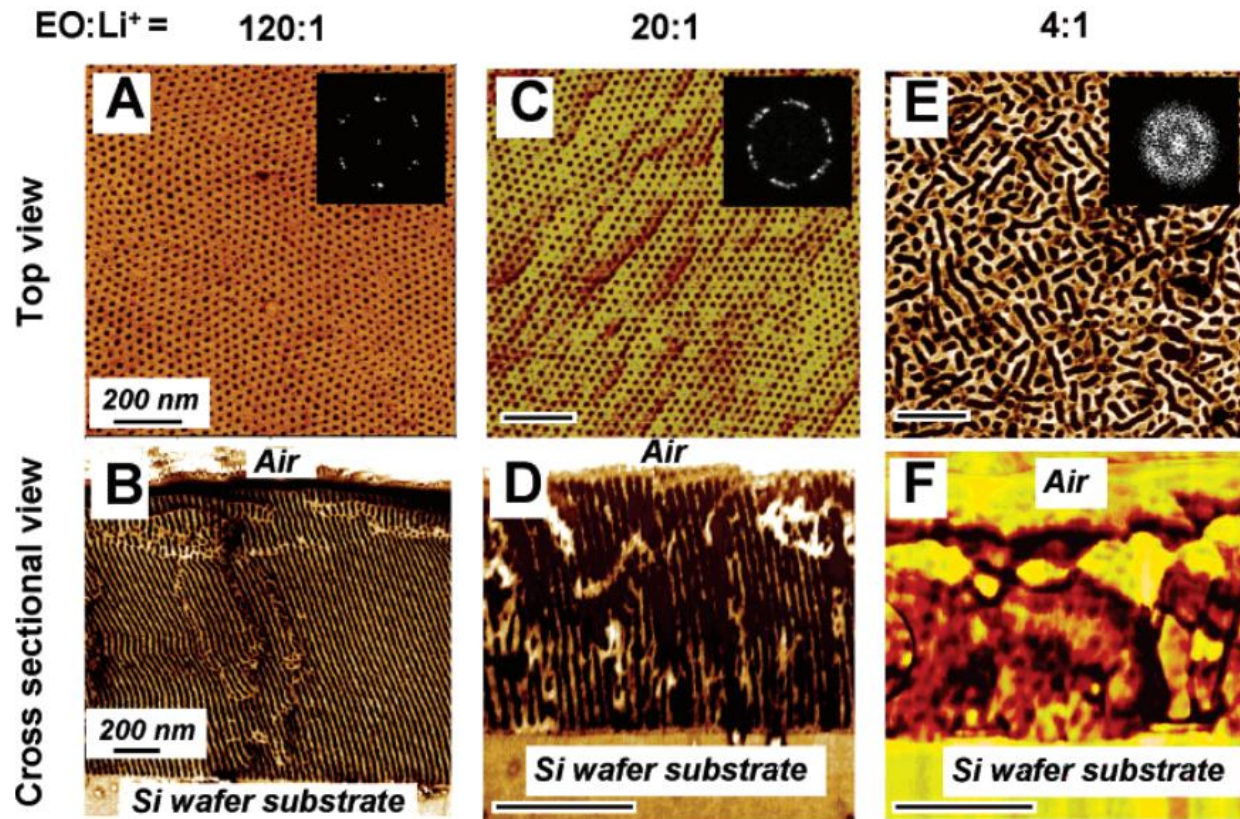 EO:Li⁺ = 120:1 20:1 4:1
Top view
A
C
E
200 nm
Cross sectional view
B
Air
D
Air
F
Air
200 nm
Si wafer substrate
Si wafer substrate
Si wafer substrate